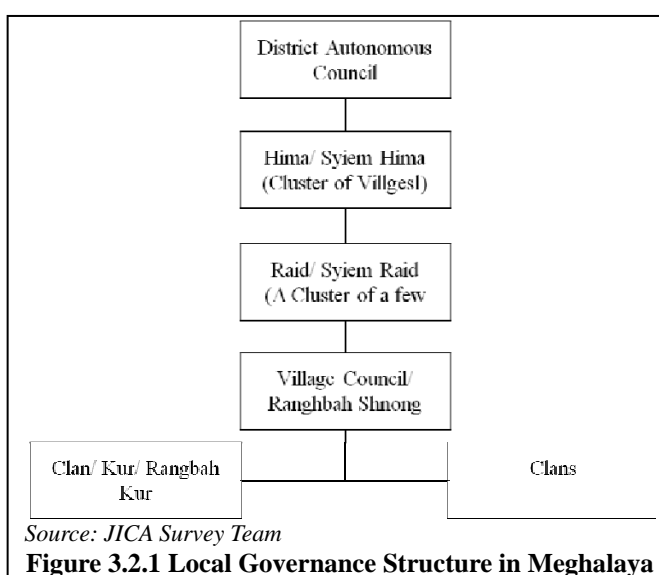 District Autonomous
Council
Hima/ Syiem Hima
(Cluster of Villgesl)
Raid/ Syiem Raid
(A Cluster of a few
Village Council/
Ranghbah Shnong
Clan/ Kur/ Rangbah
Kur
Clans
Source: JICA Survey Team
Figure 3.2.1 Local Governance Structure in Meghalaya